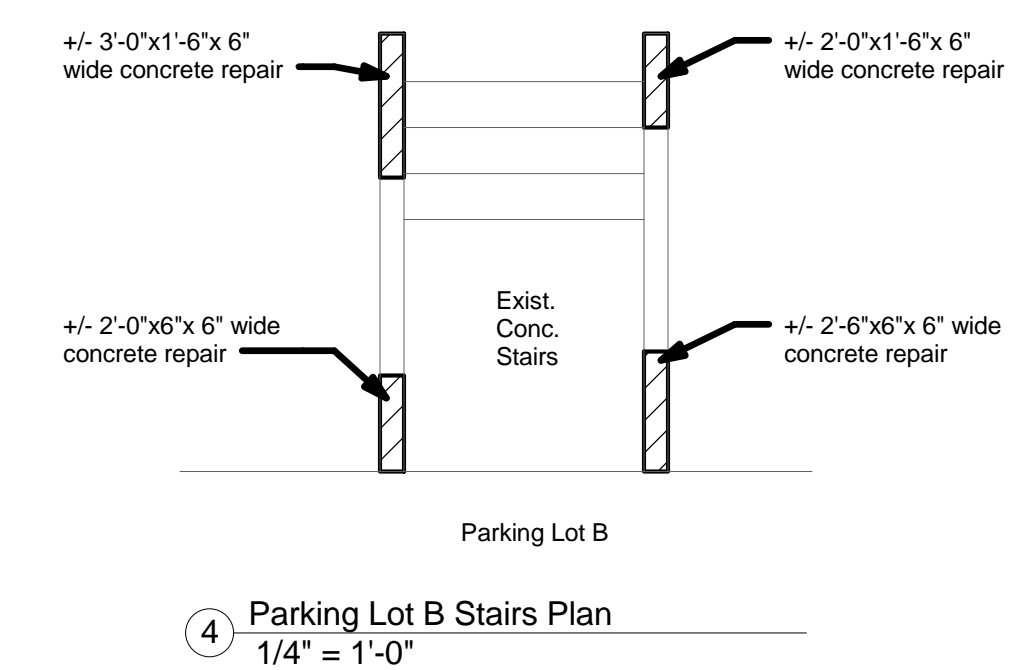 +/- 3'-0"x1'-6"x 6"
wide concrete repair
+/- 2'-0"x1'-6"x 6"
wide concrete repair
+/- 2'-0"x6"x 6" wide
concrete repair
Exist.
Conc.
Stairs
+/- 2'-6"x6"x 6" wide
concrete repair
Parking Lot B
4
Parking Lot B Stairs Plan
1/4" = 1'-0"